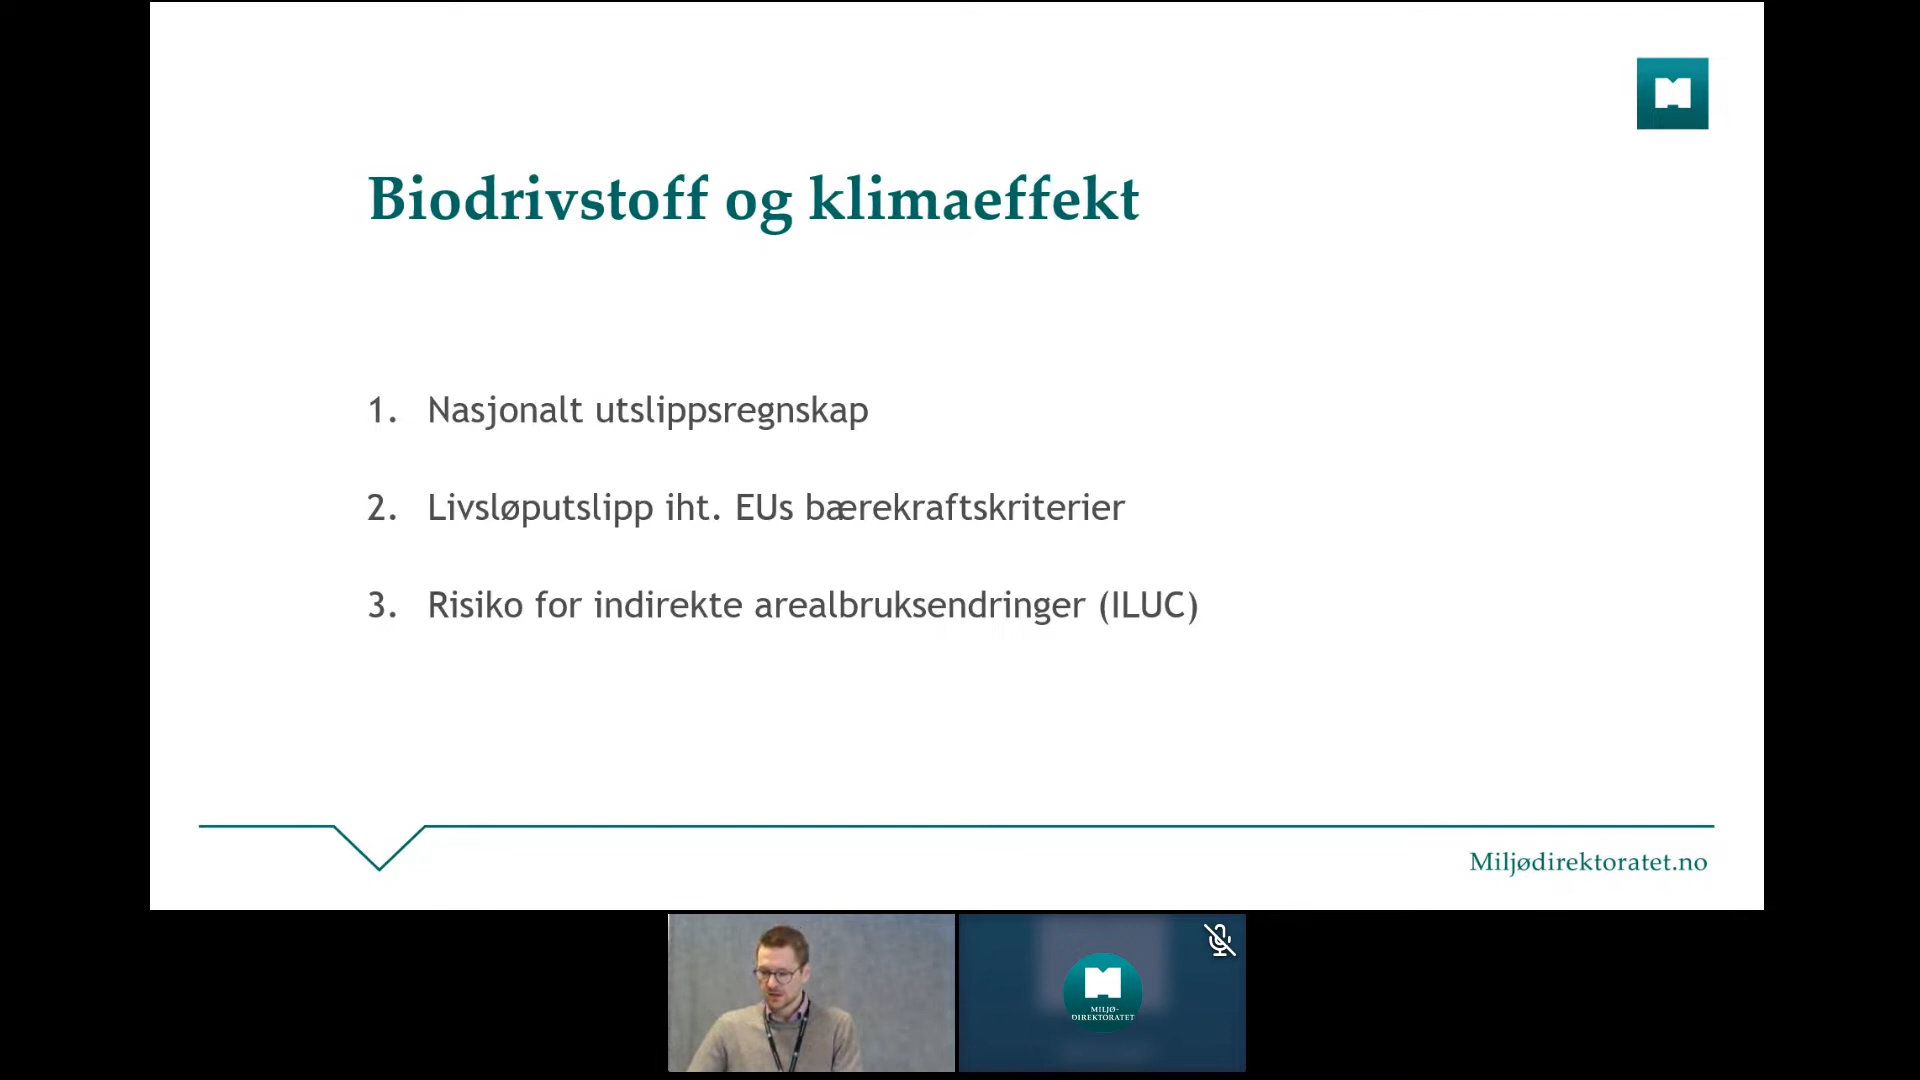 Biodrivstoff og klimaeffekt
1. Nasjonalt utslippsregnskap
2. Livsløputslipp iht. EUs bærekraftskriterier
3. Risiko for indirekte arealbruksendringer (ILUC)
Miljødirektoratet.no
MILJØ-
DIREKTORATET